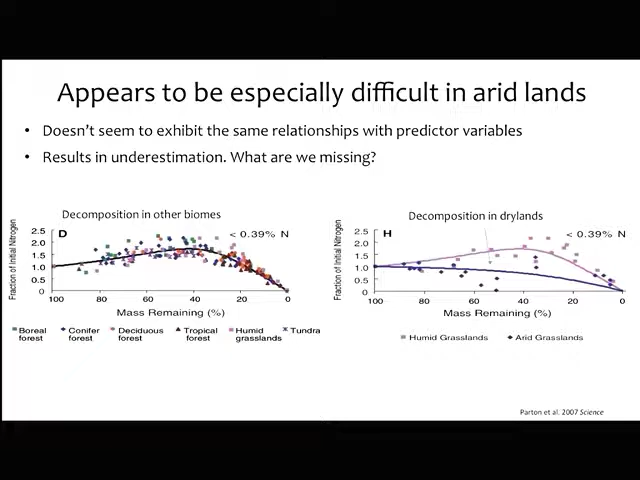 Appears to be especially difficult in arid lands
• Doesn't seem to exhibit the same relationships with predictor variables
• Results in underestimation. What are we missing?
Decomposition in other biomes
Fraction of Initial Nitrogen
2.5
2.0
1.5
1.0
0.5
0
D
< 0.39% N
100
80
60
40
20
0
Mass Remaining (%)
Boreal forest
Conifer forest
Deciduous forest
Tropical forest
Humid grasslands
Tundra
Decomposition in drylands
Fraction of Initial Nitrogen
2.5
2.0
1.5
1.0
0.5
0
H
< 0.39% N
100
80
60
40
20
0
Mass Remaining (%)
Humid Grasslands
Arid Grasslands
Parton et al. 2007 Science